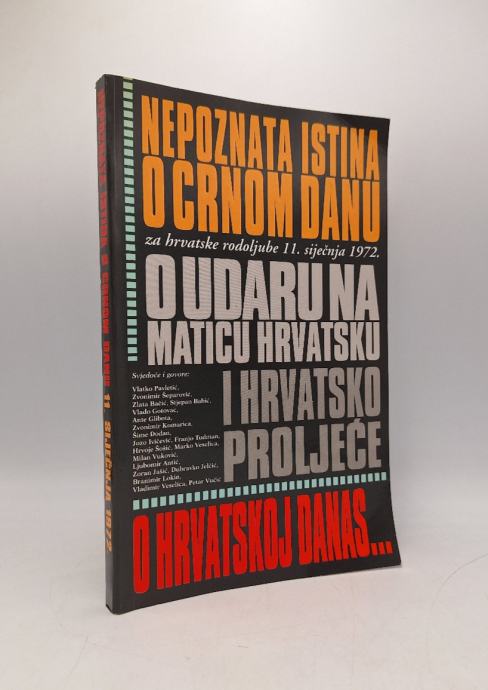 NEPOZNATA ISTINA
O CRNOM DANU
za hrvatske rodoljube 11. siječnja 1972.
O UDARU NA
MATICU HRVATSKU
I HRVATSKO
PROLJEĆE
Svjedoče i govore:
Vlatko Pavletić,
Zvonimir Šeparović,
Zlata Bačić, Stjepan Babić,
Vlado Gotovac,
Ante Glibota,
Zvonimir Komarica,
Šime Đodan,
Jozo Ivičević, Franjo Tuđman,
Hrvoje Šošić, Marko Veselica,
Milan Vuković,
Ljubomir Antić,
Zoran Jašić, Dubravko Jelčić,
Branimir Lokin,
Vladimir Veselica, Petar Vučić
O HRVATSKOJ DANAS...
NEPOZNATA ISTINA O CRNOM DANU 11 SIJEČNJA 1972